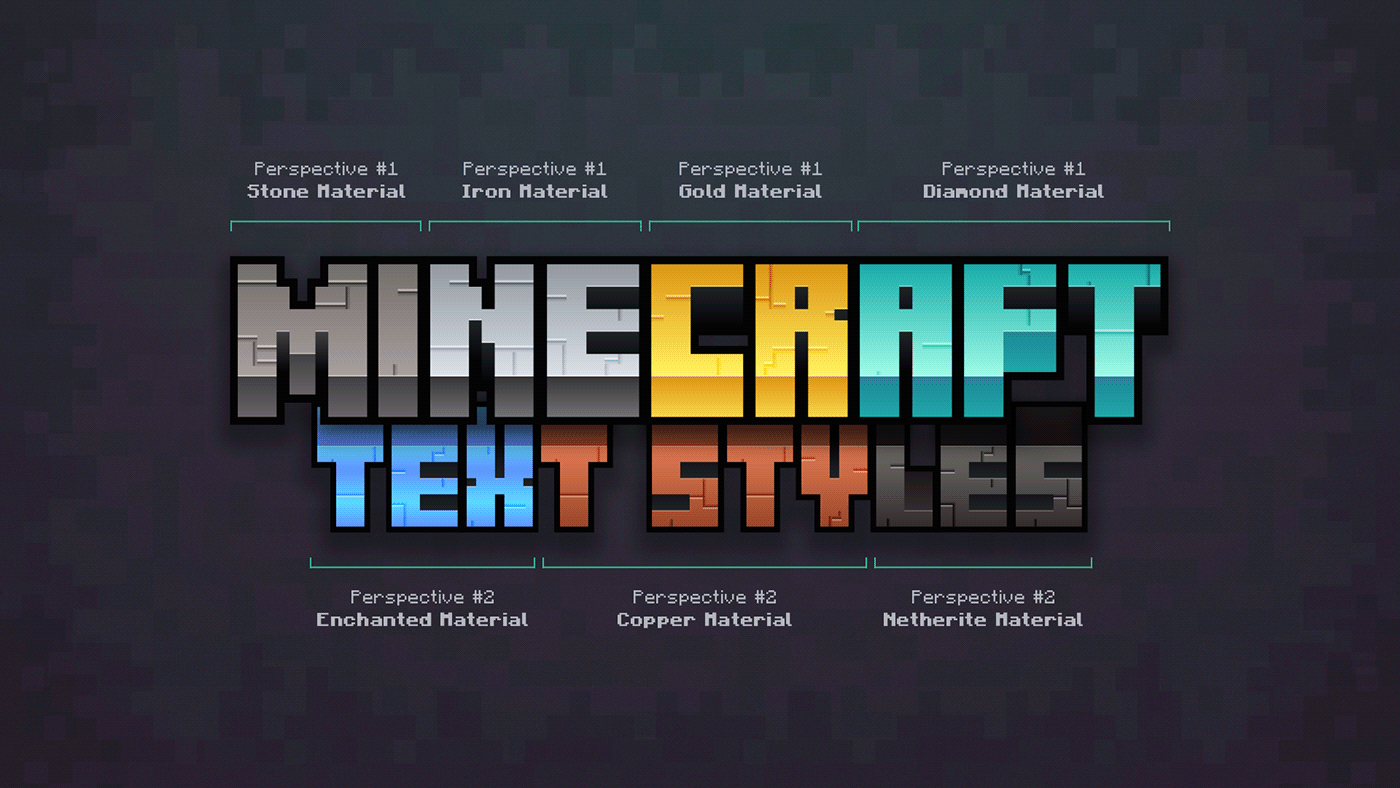 Perspective #1 Perspective #1 Perspective #1 Perspective #1
Stone Material Iron Material Gold Material Diamond Material
MINECRAFT
TEXT STYLES
Perspective #2 Perspective #2 Perspective #2
Enchanted Material Copper Material Netherite Material